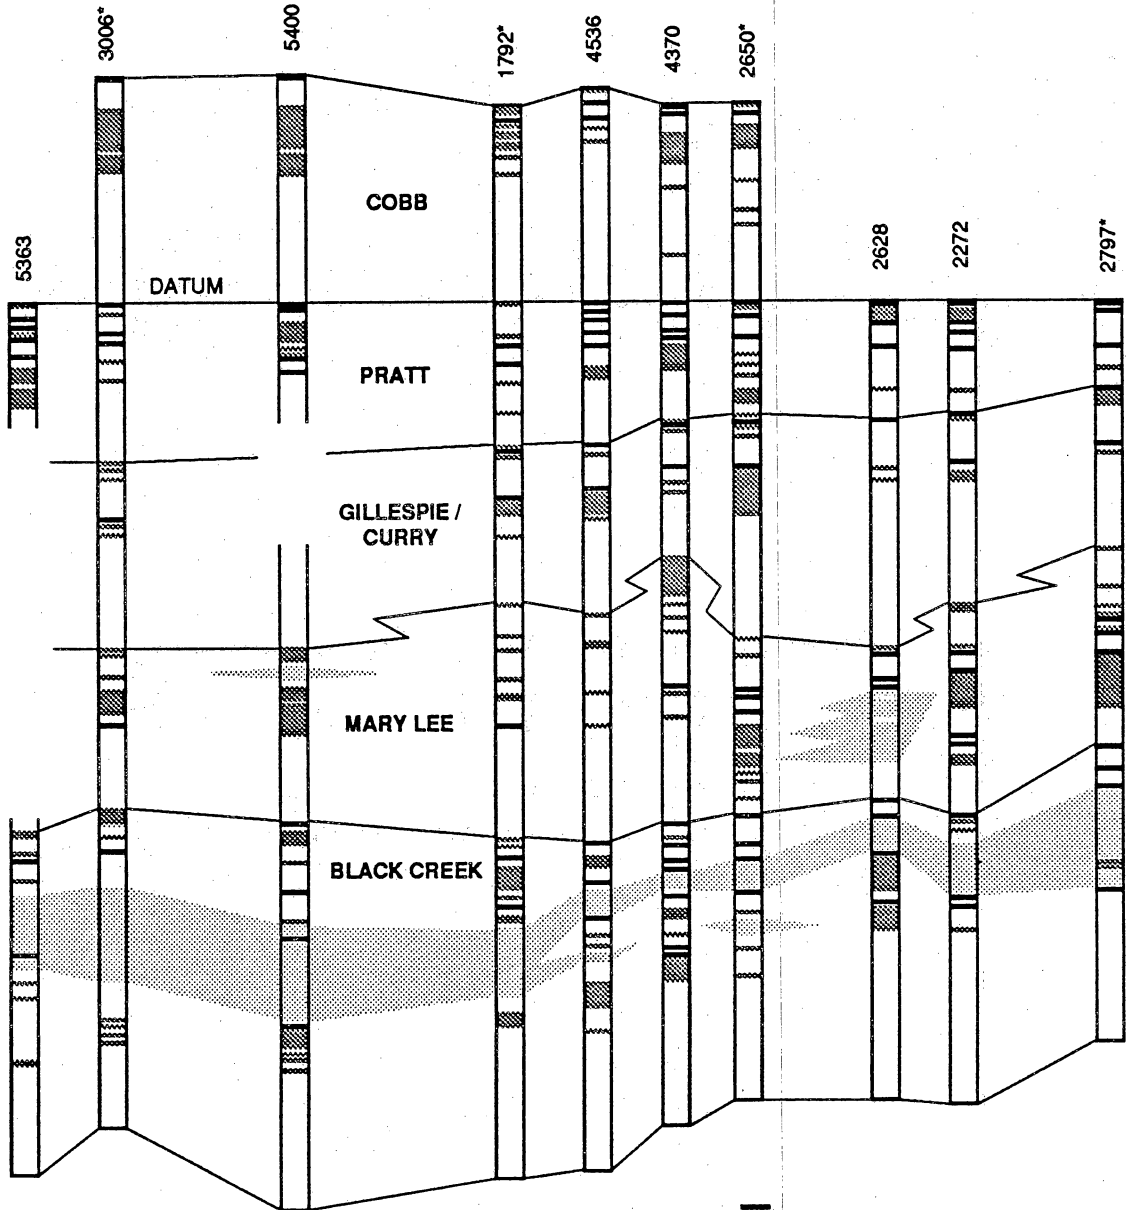 3006*
5400
1792*
4536
4370
2650*
COBB
5363
2628
2272
2797*
DATUM
PRATT
GILLESPIE /
CURRY
MARY LEE
BLACK CREEK